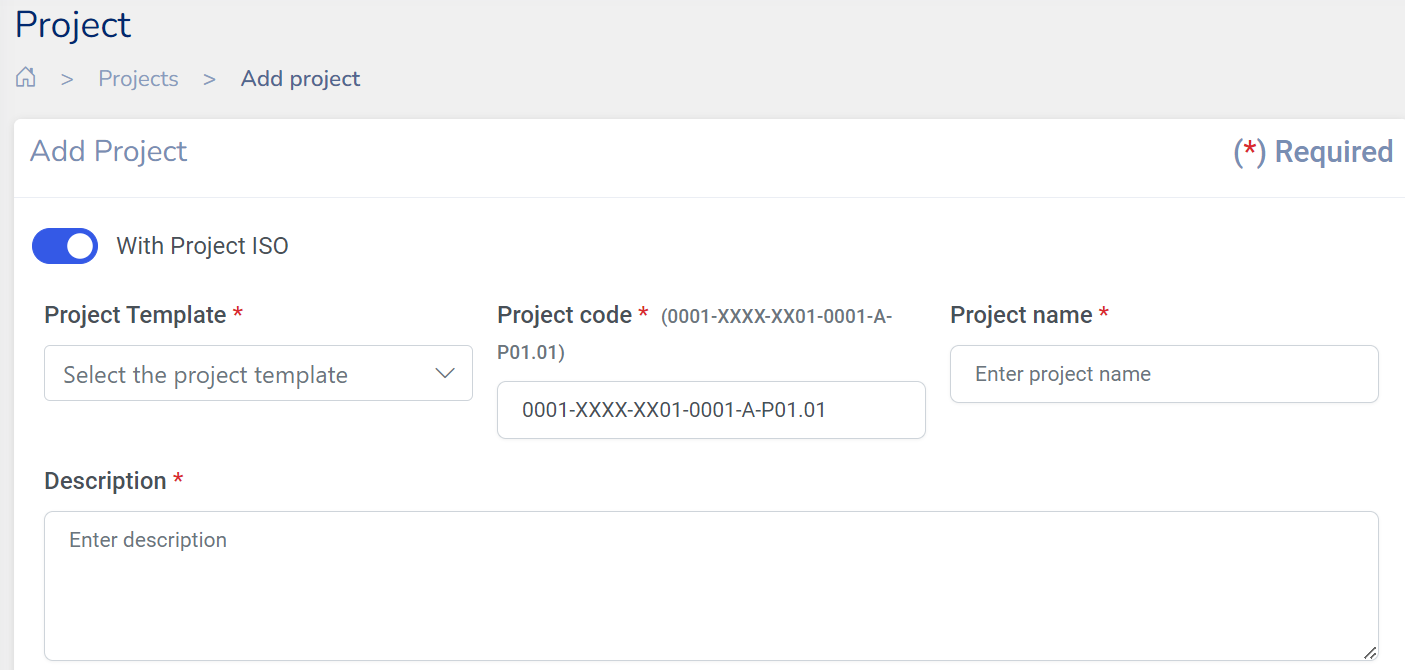 Project
> Projects > Add project
Add Project
(*) Required
With Project ISO
Project Template *
Select the project template
Project code * (0001-XXXX-XX01-0001-A-
P01.01)
0001-XXXX-XX01-0001-A-P01.01
Project name *
Enter project name
Description *
Enter description